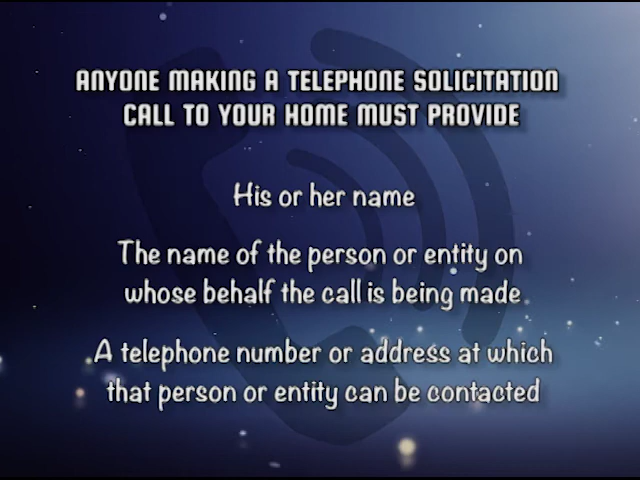 ANYONE MAKING A TELEPHONE SOLICITATION
CALL TO YOUR HOME MUST PROVIDE
His or her name
The name of the person or entity on
whose behalf the call is being made
A telephone number or address at which
that person or entity can be contacted